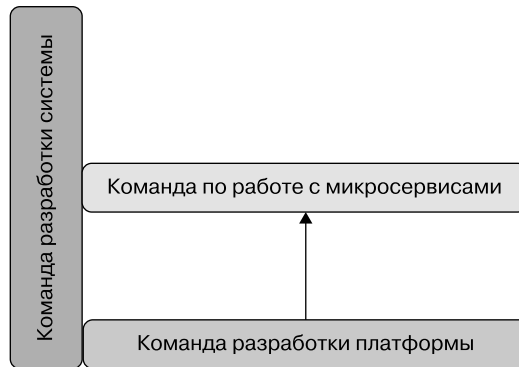 Команда разработки системы
Команда по работе с микросервисами
Команда разработки платформы